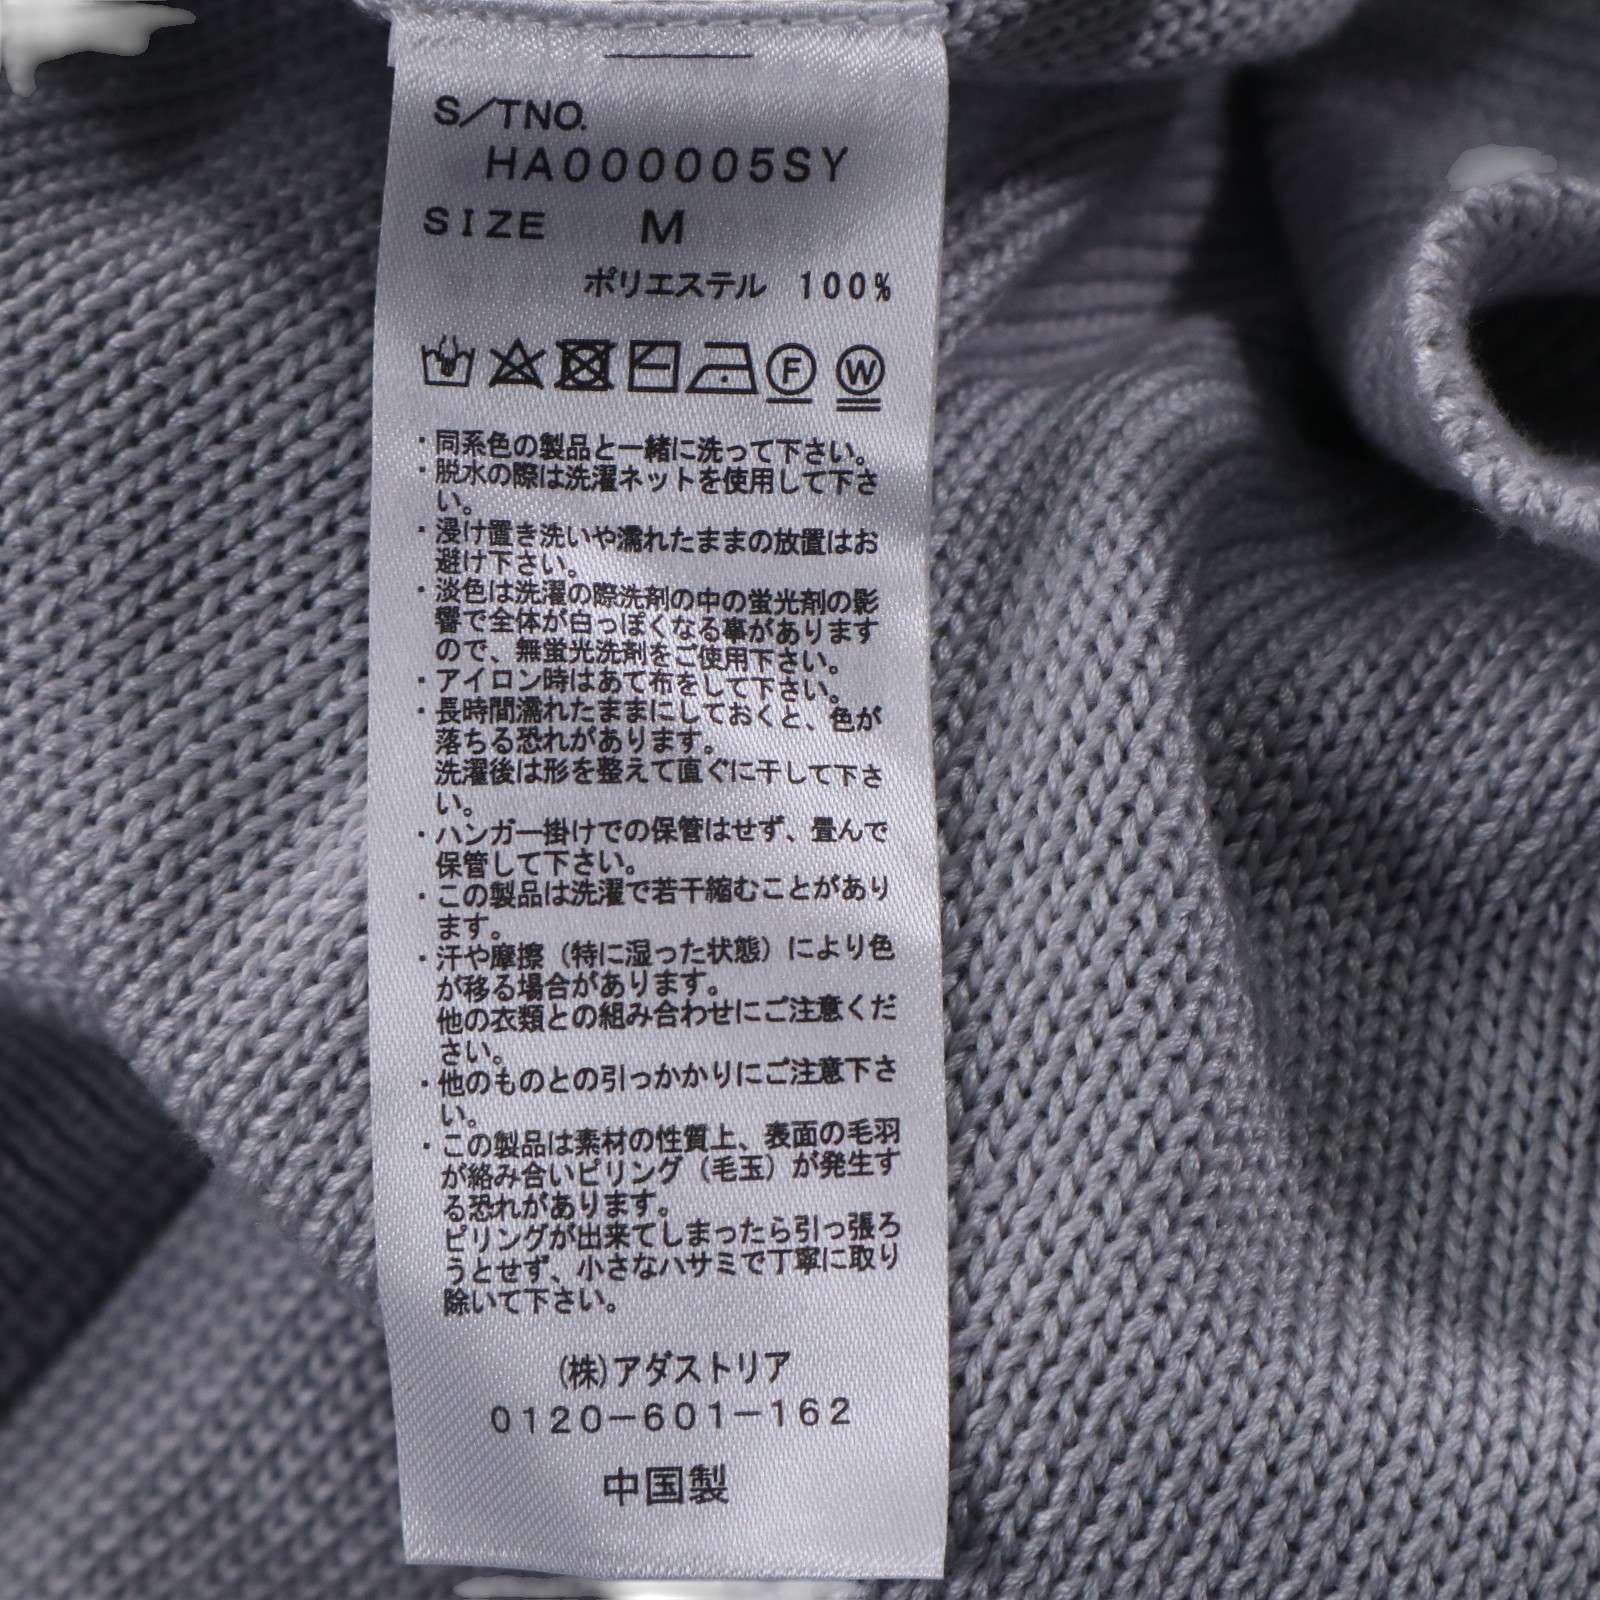 S/TNO.
HA000005SY
SIZE M
ポリエステル 100%
F W
・同系色の製品と一緒に洗って下さい。
・脱水の際は洗濯ネットを使用して下さ
い。
・浸け置き洗いや濡れたままの放置はお
避け下さい。
・淡色は洗濯の際洗剤の中の蛍光剤の影
響で全体が白っぽくなる事があります
ので、無蛍光洗剤をご使用下さい。
・アイロン時はあて布をして下さい。
・長時間濡れたままにしておくと、色が
落ちる恐れがあります。
洗濯後は形を整えて直ぐに干して下さ
い。
・ハンガー掛けでの保管はせず、畳んで
保管して下さい。
・この製品は洗濯で若干縮むことがあり
ます。
・汗や摩擦（特に湿った状態）により色
が移る場合があります。
他の衣類との組み合わせにご注意くだ
さい。
・他のものとの引っかかりにご注意下さ
い。
・この製品は素材の性質上、表面の毛羽
が絡み合いピリング（毛玉）が発生す
る恐れがあります。
ピリングが出来てしまったら引っ張ろ
うとせず、小さなハサミで丁寧に取り
除いて下さい。
(株)アダストリア
0120-601-162
中国製